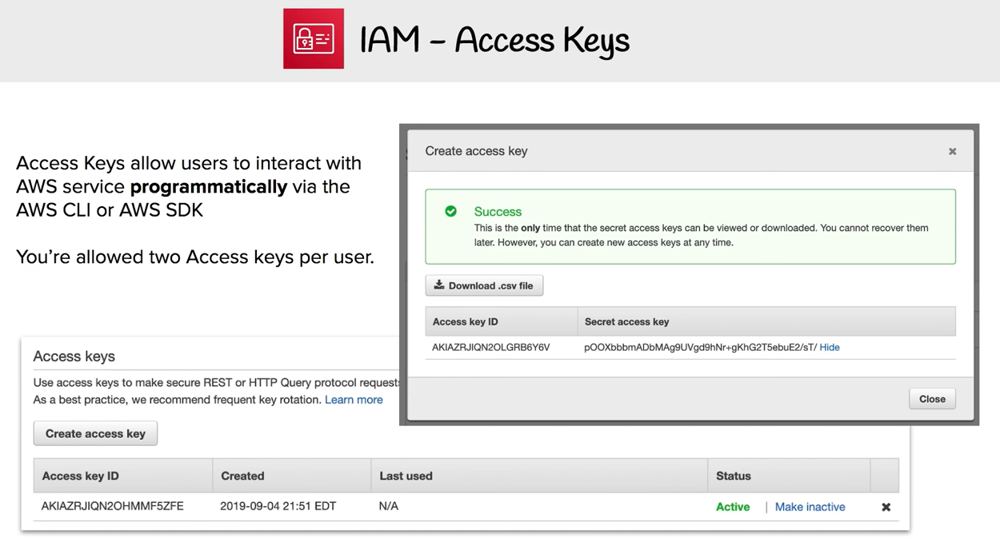 IAM – Access Keys
Access Keys allow users to interact with
AWS service programmatically via the
AWS CLI or AWS SDK
You're allowed two Access keys per user.
Create access key
Success
This is the only time that the secret access keys can be viewed or downloaded. You cannot recover them
later. However, you can create new access keys at any time.
Download .csv file
Access key ID Secret access key
AKIAZRJIQN2OLGRB6Y6V pOOXbbbmADbMAg9UVgd9hNr+gKhG2T5ebuE2/sT/ Hide
Close
Access keys
Use access keys to make secure REST or HTTP Query protocol requests
As a best practice, we recommend frequent key rotation. Learn more
Create access key
Access key ID Created Last used Status
AKIAZRJIQN2OHMMF5ZFE 2019-09-04 21:51 EDT N/A Active | Make inactive